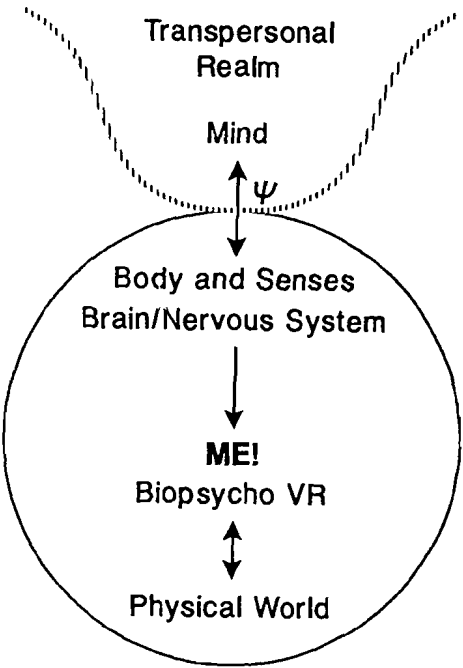 Transpersonal
Realm
Mind
Ψ
Body and Senses
Brain/Nervous System
ME!
Biopsycho VR
Physical World